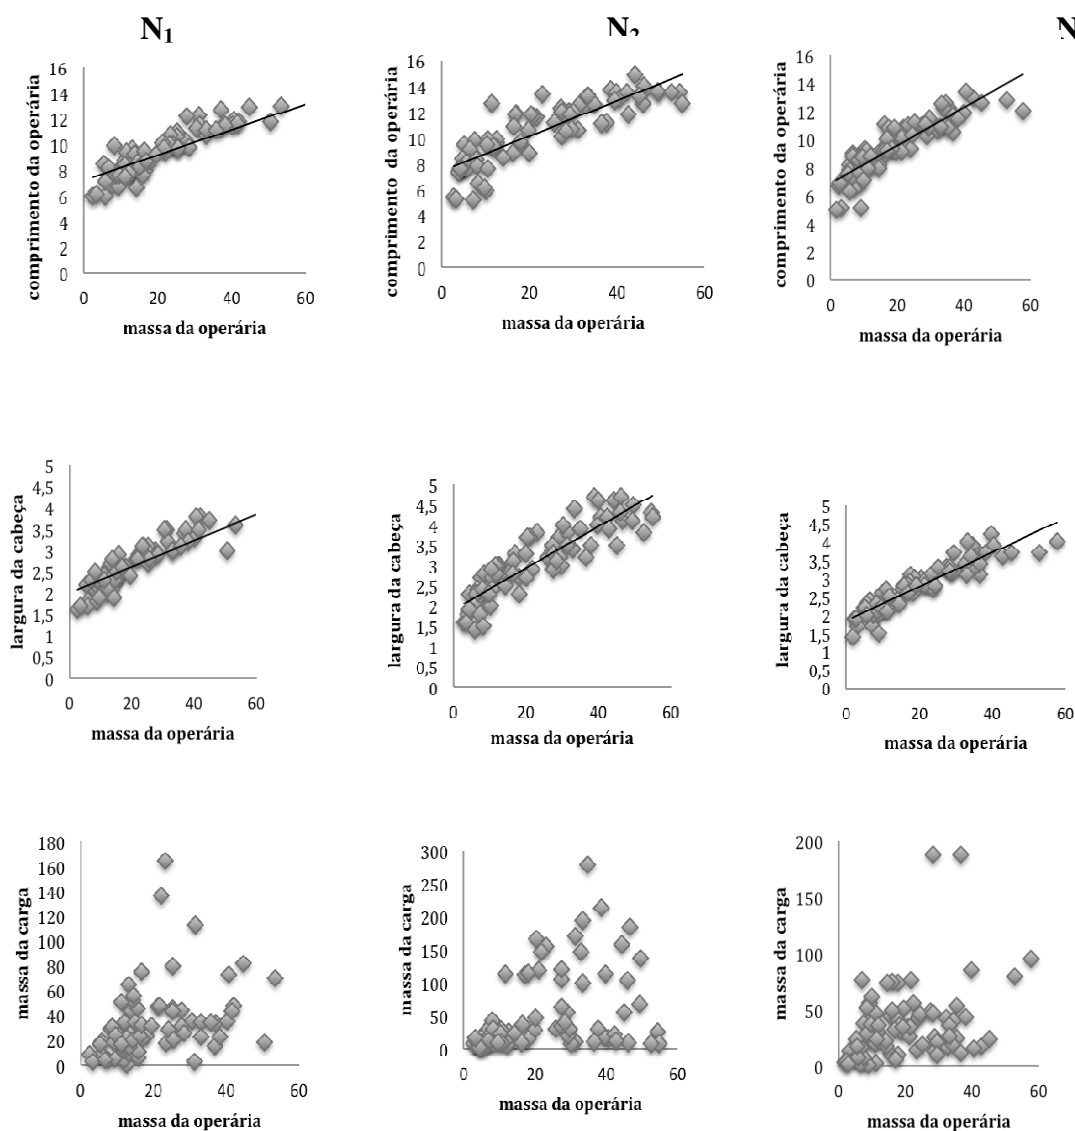 N1
N2
N
comprimento da operária
16
14
12
10
8
6
4
2
0
0 20 40 60
massa da operária
comprimento da operária
16
14
12
10
8
6
4
2
0
0 20 40 60
massa da operária
comprimento da operária
16
14
12
10
8
6
4
2
0
0 20 40 60
massa da operária
largura da cabeça
5
4,5
4
3,5
3
2,5
2
1,5
1
0,5
0
0 20 40 60
massa da operária
largura da cabeça
5
4,5
4
3,5
3
2,5
2
1,5
1
0,5
0
0 20 40 60
massa da operária
largura da cabeça
5
4,5
4
3,5
3
2,5
2
1,5
1
0,5
0
0 20 40 60
massa da operária
massa da carga
180
160
140
120
100
80
60
40
20
0
0 20 40 60
massa da operária
massa da carga
300
250
200
150
100
50
0
0 20 40 60
massa da operária
massa da carga
200
150
100
50
0
0 20 40 60
massa da operária